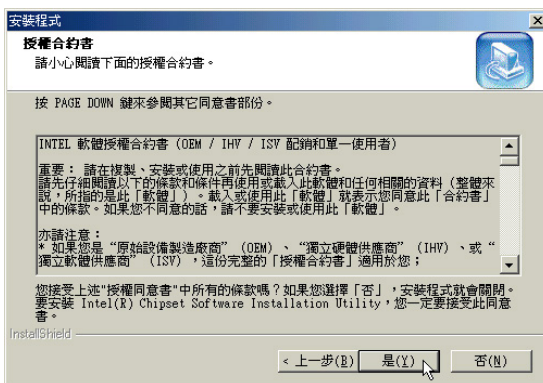 安裝程式
授權合約書
請小心閱讀下面的授權合約書。
按 PAGE DOWN 鍵來參閱其它同意書部份。
INTEL 軟體授權合約書 (OEM / IHV / ISV 配銷和單一使用者)
重要： 請在複製、安裝或使用之前先閱讀此合約書。
請先仔細閱讀以下的條款和條件再使用或載入此軟體和任何相關的資料 (整體來
說，所指的是此「軟體」) 。載入或使用此「軟體」就表示您同意此「合約書」
中的條款。如果您不同意的話，請不要安裝或使用此「軟體」。
亦請注意：
* 如果您是 “原始設備製造廠商” (OEM) 、 “獨立硬體供應商” (IHV) 、或 “
獨立軟體供應商” (ISV) ，這份完整的「授權合約書」適用於您；
您接受上述"授權同意書"中所有的條款嗎？如果您選擇「否」，安裝程式就會關閉。
要安裝 Intel(R) Chipset Software Installation Utility，您一定要接受此同意
書。
InstallShield
< 上一步(B) 是(Y) 否(N)